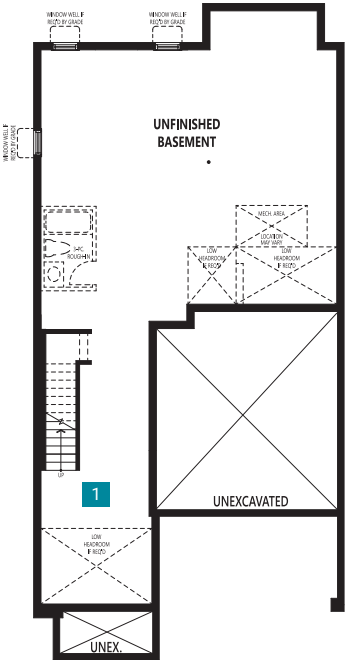 WINDOW WELL IF
REQ'D BY GRADE
WINDOW WELL IF
REQ'D BY GRADE
WINDOW WELL IF
REQ'D BY GRADE
UNFINISHED
BASEMENT
MECH. AREA
LOCATION
MAY VARY
3-PC.
ROUGH-IN
LOW
HEADROOM
IF REQ'D
LOW
HEADROOM
IF REQ'D
UP
1
UNEXCAVATED
LOW
HEADROOM
IF REQ'D
UNEX.